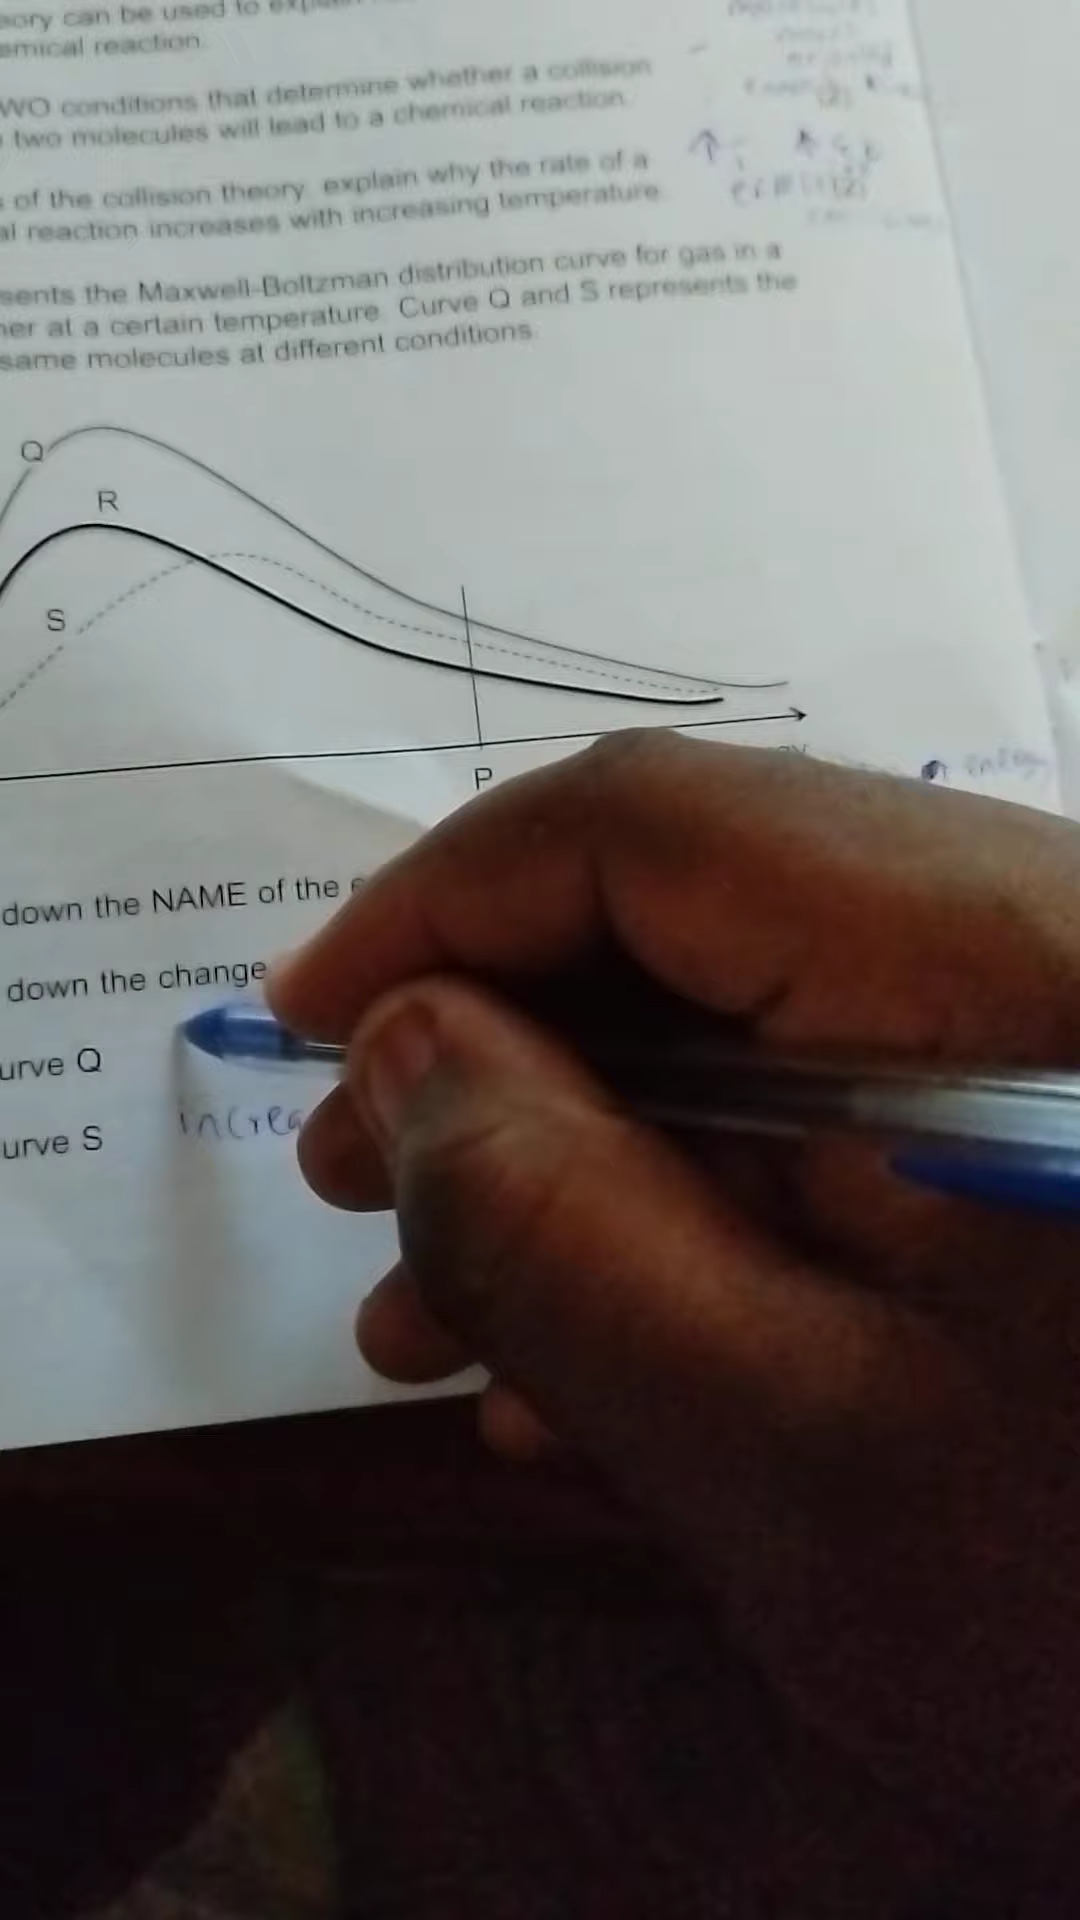 eory can be used to
emical reaction.
WO conditions that determine whether a collision
two molecules will lead to a chemical reaction.
of the collision theory, explain why the rate of a
al reaction increases with increasing temperature.
(2)
(2)
sents the Maxwell-Boltzman distribution curve for gas in a
ner at a certain temperature. Curve Q and S represents the
same molecules at different conditions.
Q
R
S
P
down the NAME of the
down the change
urve Q
urve S
increa